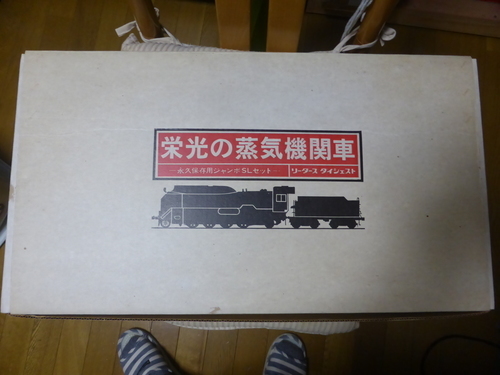 栄光の蒸気機関車
—永久保存用ジャンボSLセット—
リーダーズ ダイジェスト